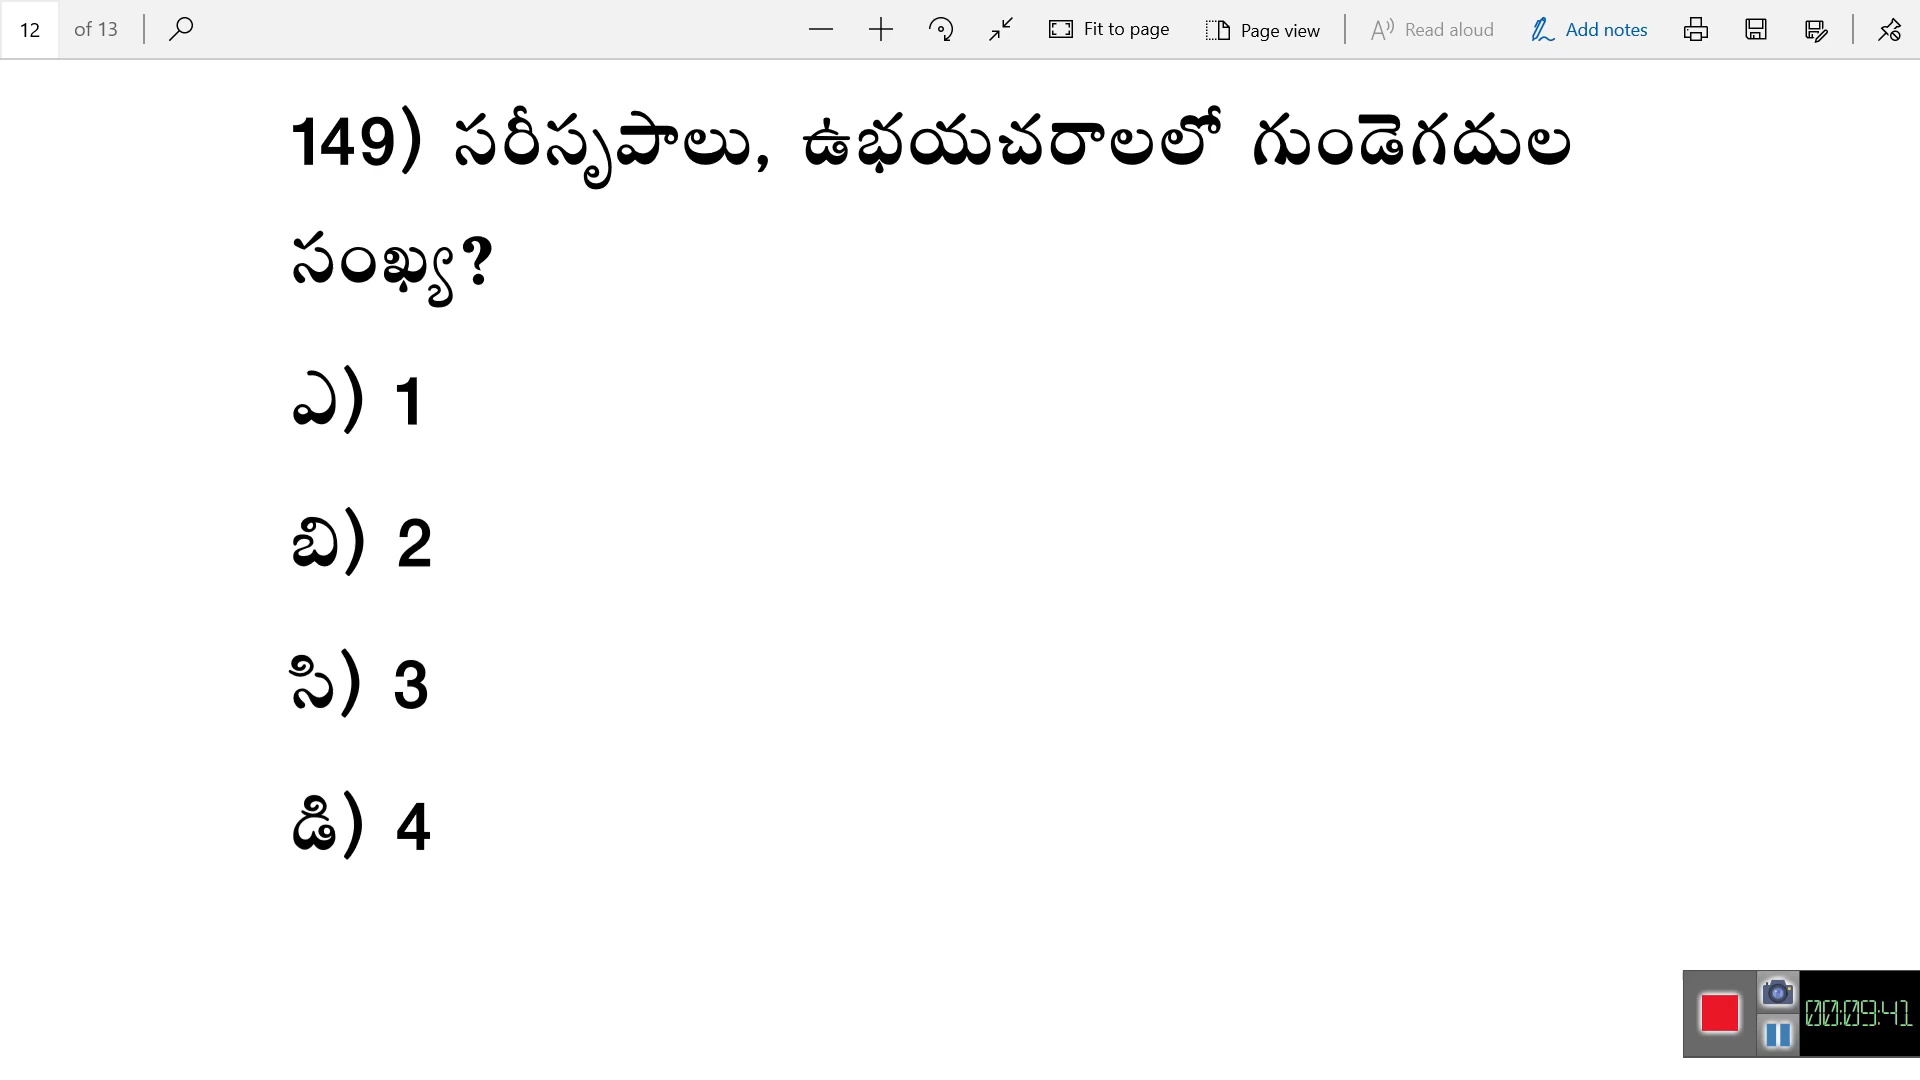 12 of 13 Fit to page Page view Read aloud Add notes
149) సరీసృపాలు, ఉభయచరాలలో గుండెగదుల
సంఖ్య?
ఎ) 1
బి) 2
సి) 3
డి) 4
00:09:41